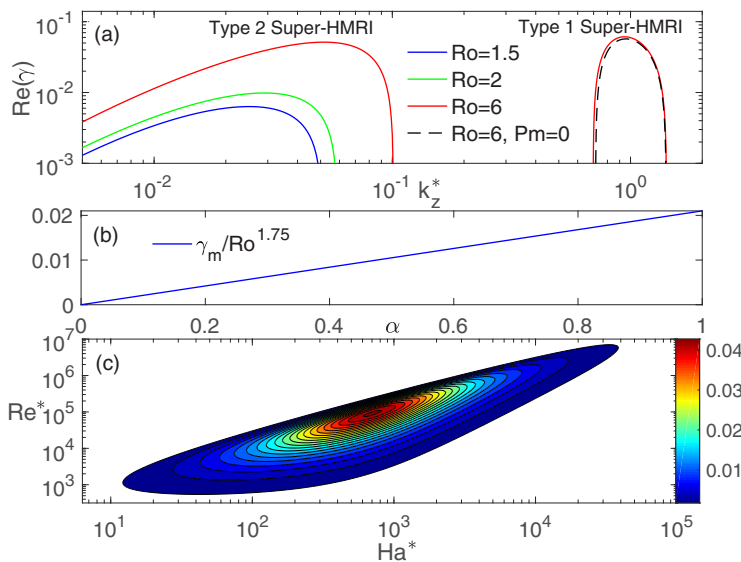 (a)
Type 2 Super-HMRI
Type 1 Super-HMRI
Re(γ)
10^-1
10^-2
10^-3
Ro=1.5
Ro=2
Ro=6
Ro=6, Pm=0
10^-2
10^-1
k_z^*
10^0
(b)
γ_m/Ro^1.75
0.02
0.01
0
0
0.2
0.4
α
0.6
0.8
1
(c)
Re*
10^7
10^6
10^5
10^4
10^3
10^1
10^2
10^3
10^4
10^5
Ha*
0.04
0.03
0.02
0.01